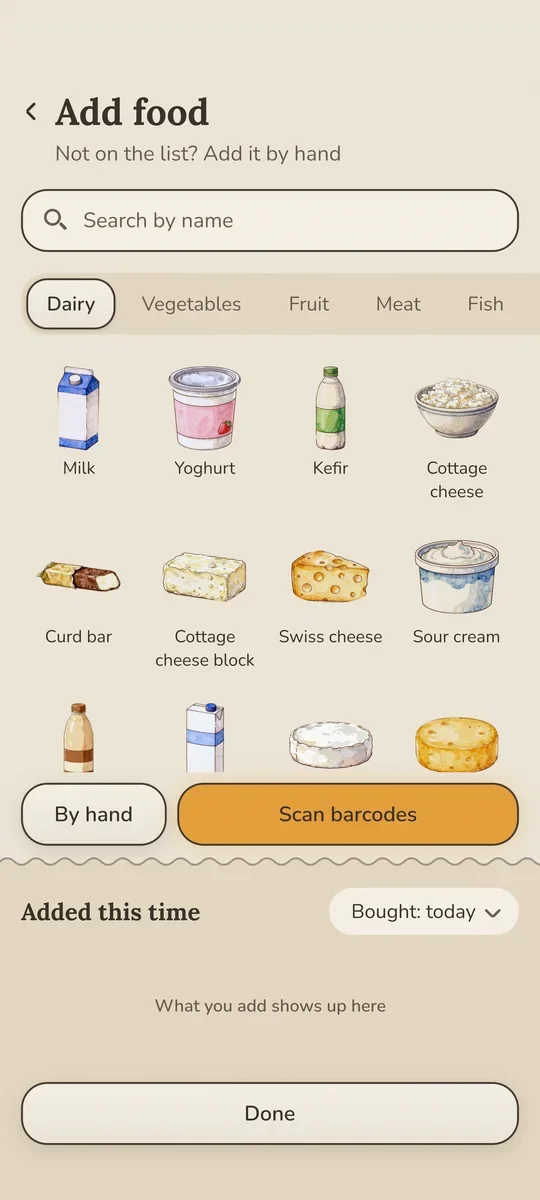 Add food
Not on the list? Add it by hand
Search by name
Dairy Vegetables Fruit Meat Fish
Milk Yoghurt Kefir Cottage
cheese
Curd bar Cottage Swiss cheese Sour cream
cheese block
By hand Scan barcodes
Added this time Bought: today
What you add shows up here
Done